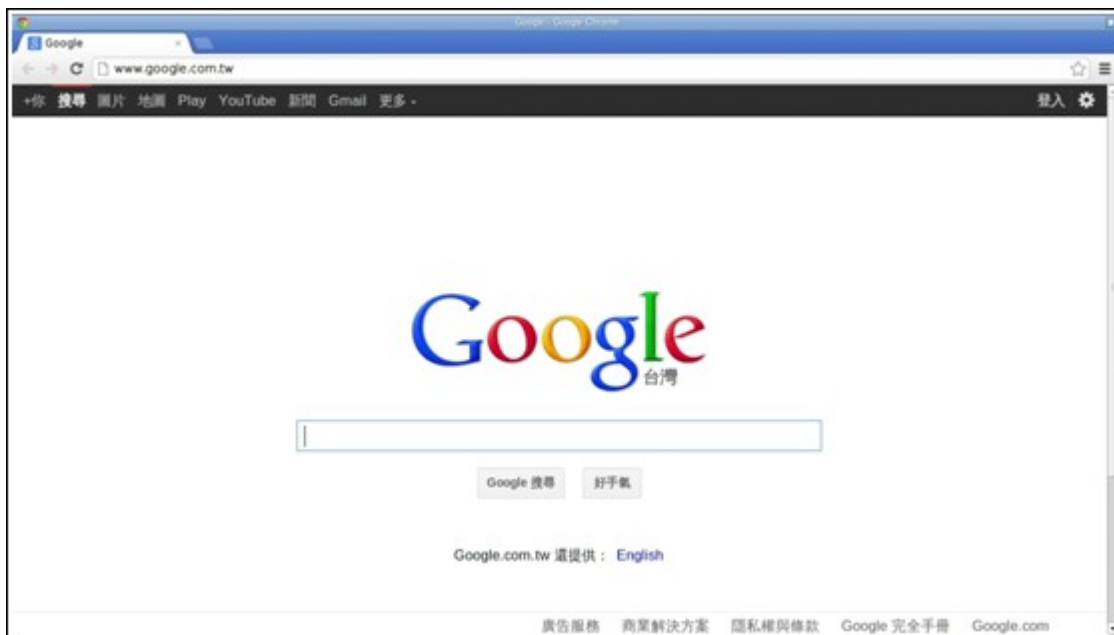 Google - Google Chrome
Google
www.google.com.tw
+你 搜尋 圖片 地圖 Play YouTube 新聞 Gmail 更多 登入
Google
台灣
Google 搜尋 好手氣
Google.com.tw 還提供： English
廣告服務 商業解決方案 隱私權與條款 Google 完全手冊 Google.com